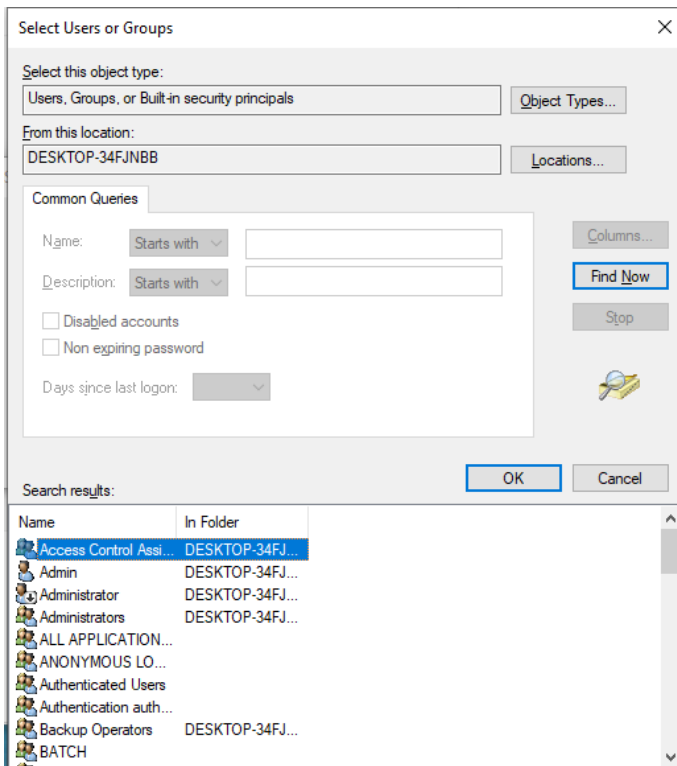 Select Users or Groups
Select this object type:
Users, Groups, or Built-in security principals
Object Types...
From this location:
DESKTOP-34FJNBB
Locations...
Common Queries
Name: Starts with
Columns...
Description: Starts with
Find Now
Disabled accounts
Stop
Non expiring password
Days since last logon:
OK Cancel
Search results:
Name In Folder
Access Control Assi... DESKTOP-34FJ...
Admin DESKTOP-34FJ...
Administrator DESKTOP-34FJ...
Administrators DESKTOP-34FJ...
ALL APPLICATION...
ANONYMOUS LO...
Authenticated Users
Authentication auth...
Backup Operators DESKTOP-34FJ...
BATCH